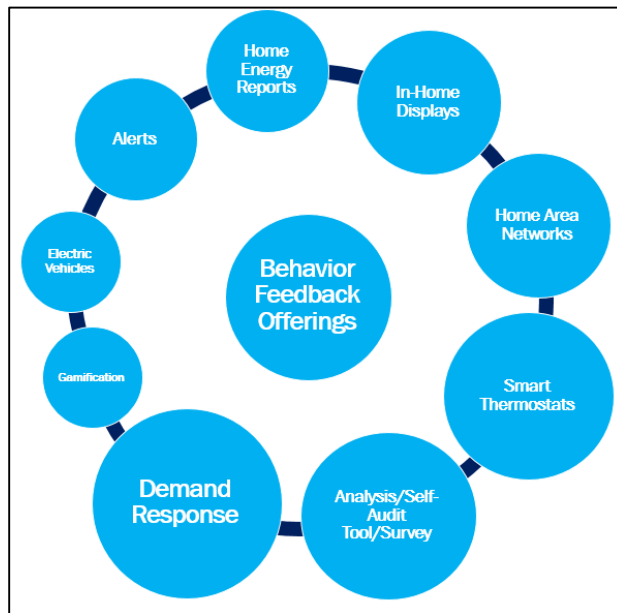 Home
Energy
Reports
In-Home
Displays
Home Area
Networks
Smart
Thermostats
Analysis/Self-
Audit
Tool/Survey
Demand
Response
Gamification
Electric
Vehicles
Alerts
Behavior
Feedback
Offerings